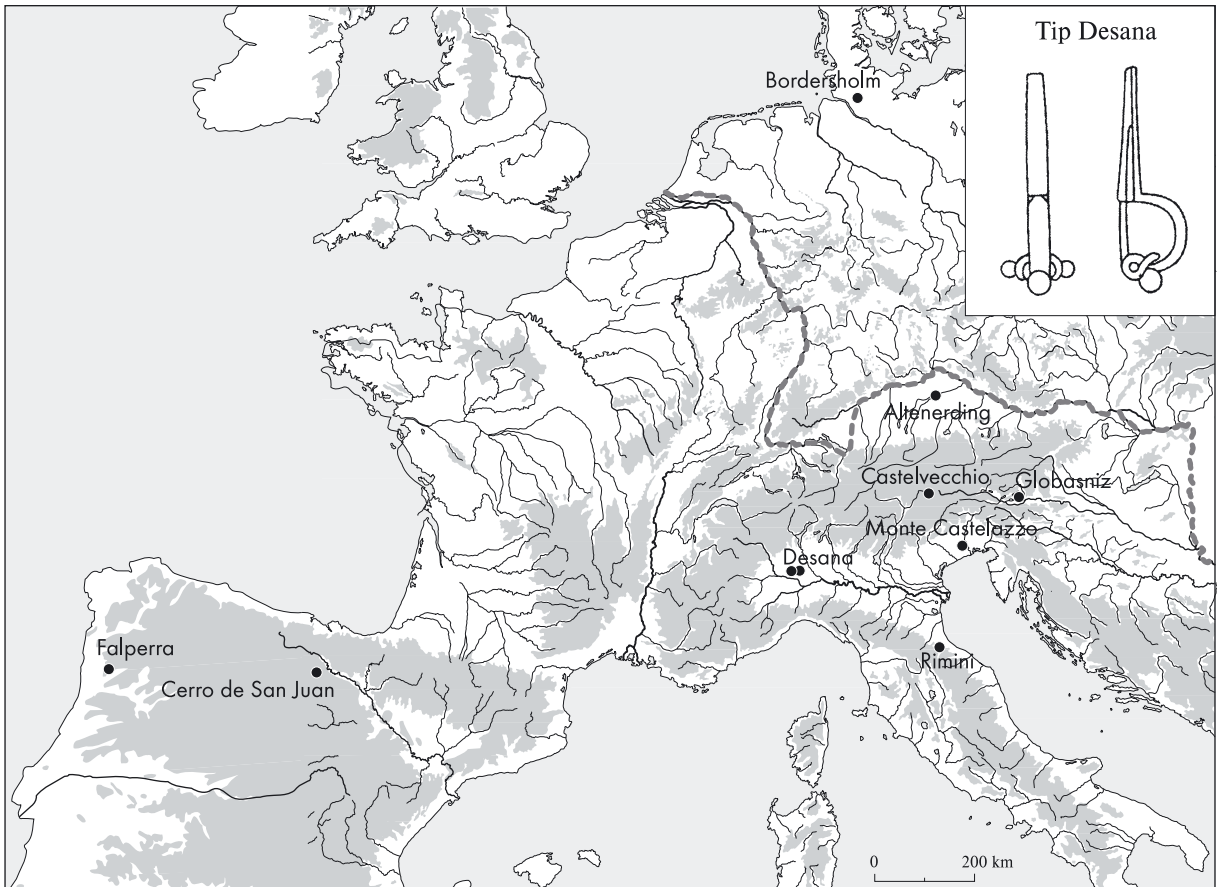 Tip Desana
Bordersholm
Altenerding
Castelvecchio
Globasniz
Monte Castelazzo
Desana
Falperra
Rimini
Cerro de San Juan
0 200 km